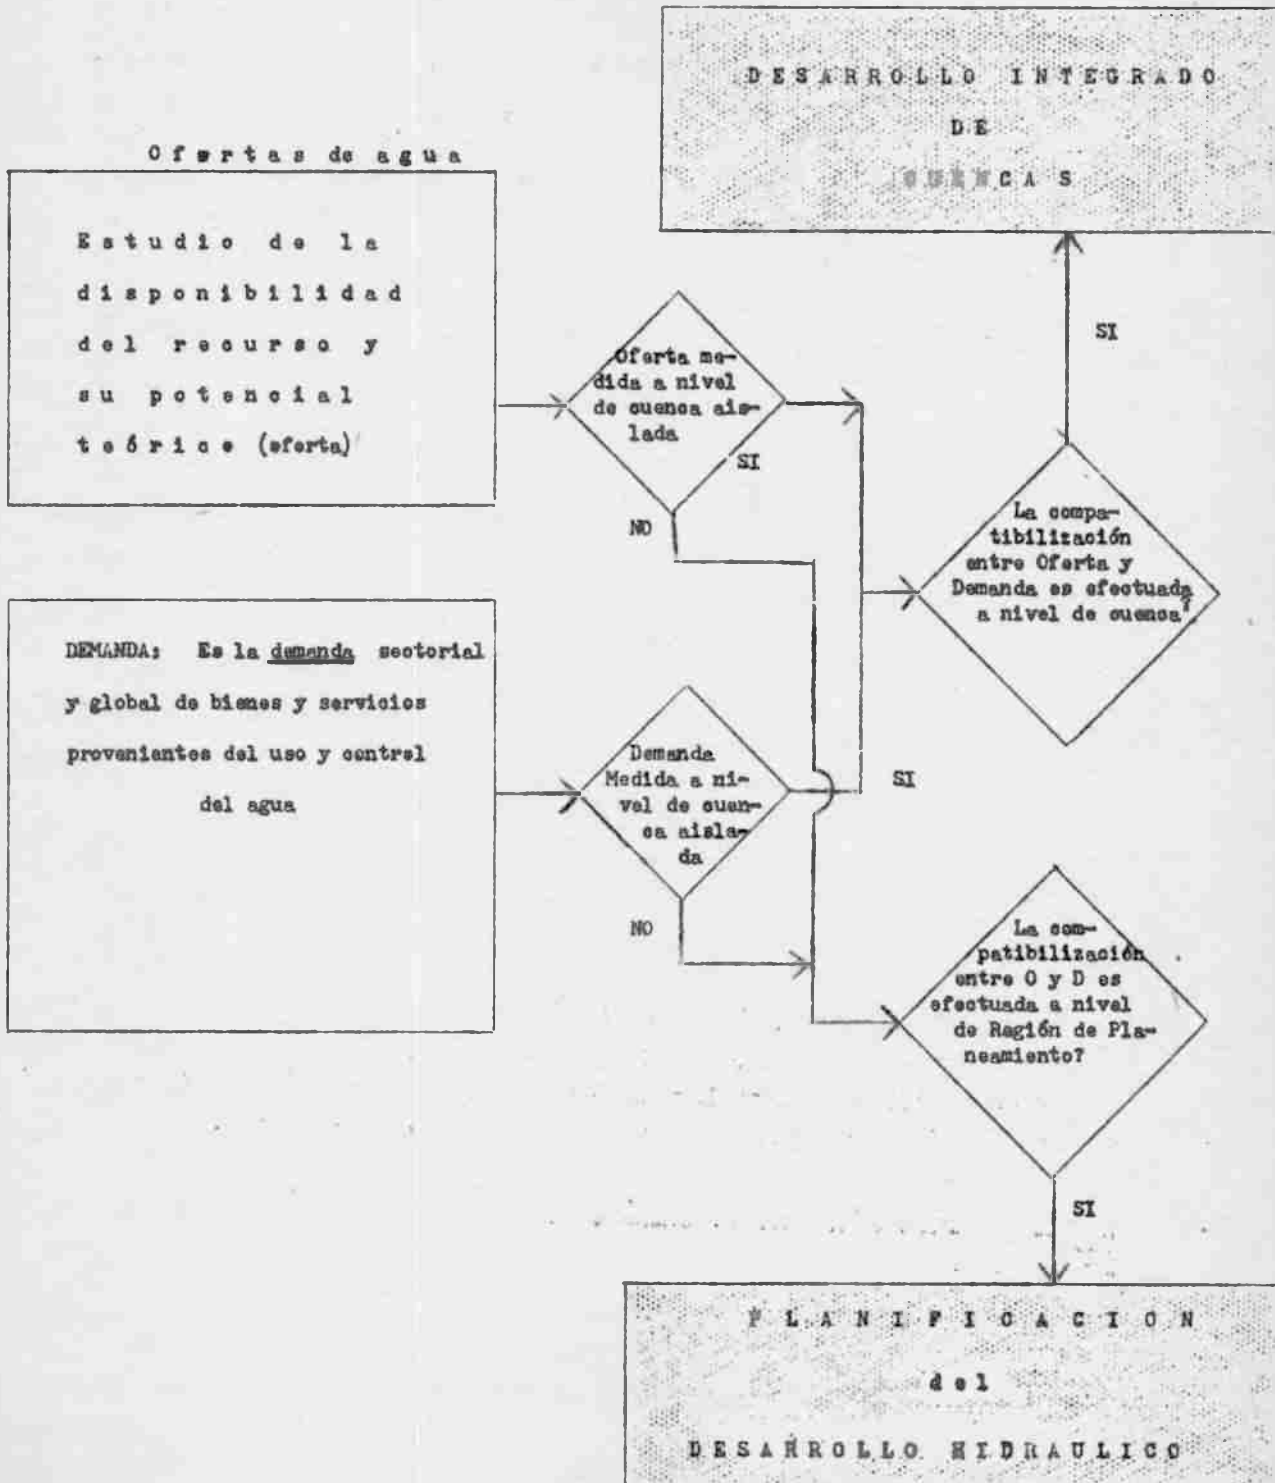 DESARROLLO INTEGRADO
DE
CUENCAS
Ofertas de agua
Estudio de la
disponibilidad
del recurso y
su potencial
teórico (oferta)
Oferta me-
dida a nivel
de cuenca ais-
lada
SI
NO
SI
La compa-
tibilización
entre Oferta y
Demanda es efectuada
a nivel de cuenca?
DEMANDA: Es la demanda sectorial
y global de bienes y servicios
provenientes del uso y control
del agua
Demanda
Medida a ni-
vel de cuen-
ca aisla-
da
SI
NO
La com-
patibilización
entre O y D es
efectuada a nivel
de Región de Pla-
neamiento?
SI
PLANIFICACION
del
DESARROLLO HIDRAULICO